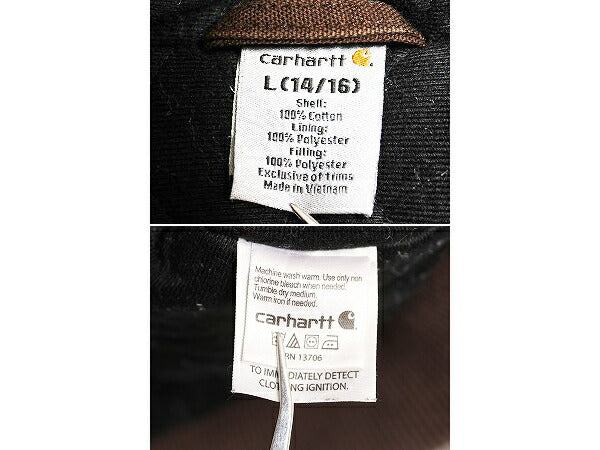 carhartt
L(14/16)
Shell:
100% Cotton
Lining:
100% Polyester
Filling:
100% Polyester
Exclusive of trims
Made in Vietnam
Machine wash warm. Use only non
chlorine bleach when needed.
Tumble dry medium.
Warm iron if needed.
carhartt
RN 13706
TO IMMEDIATELY DETECT
IGNITION.